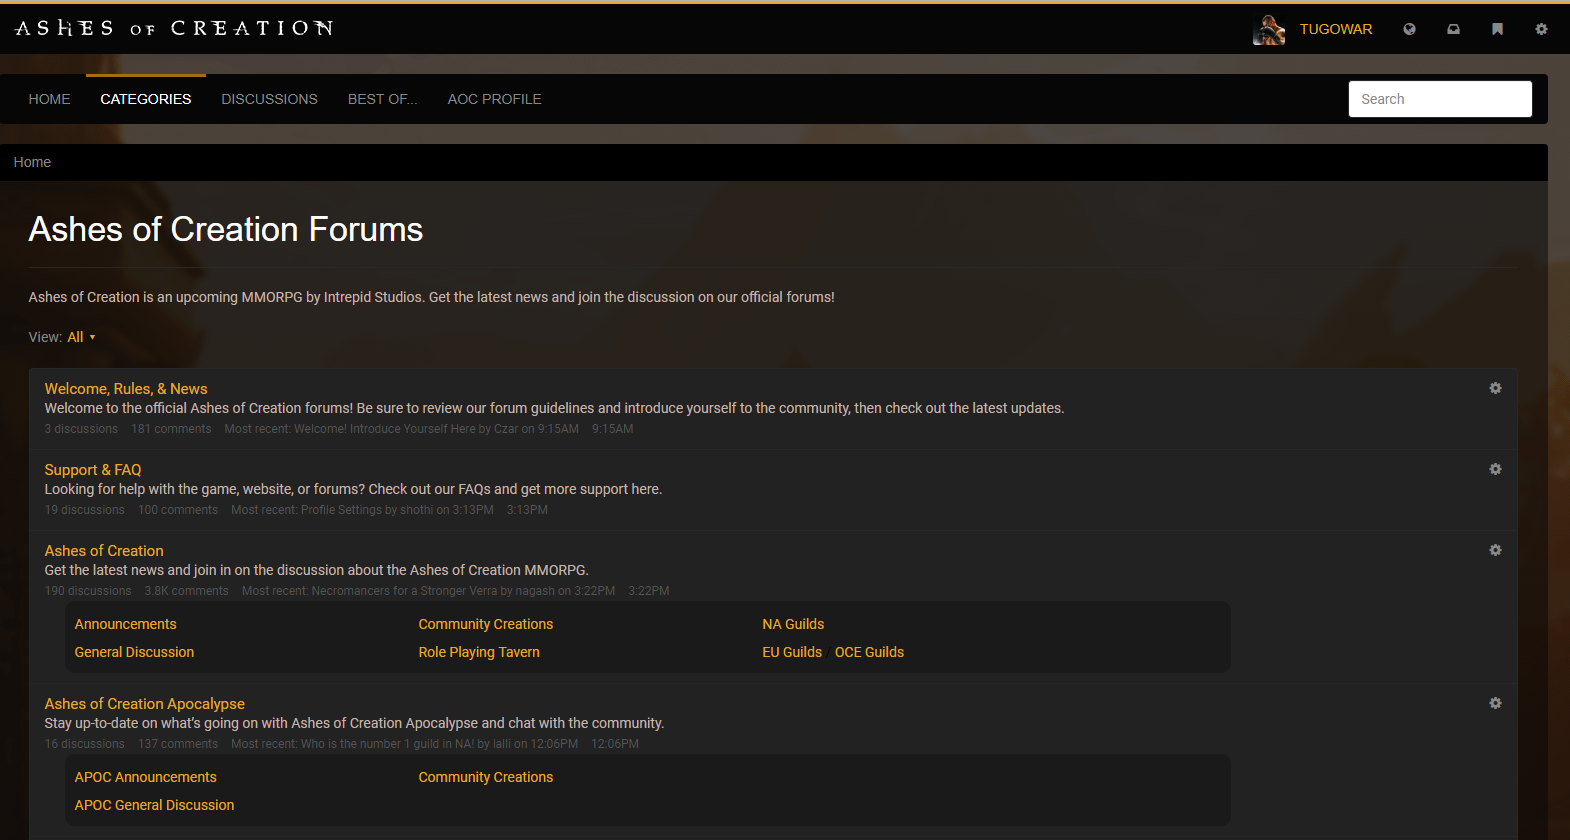 ASHES OF CREATION
TUGOWAR
HOME CATEGORIES DISCUSSIONS BEST OF... AOC PROFILE Search
Home
Ashes of Creation Forums
Ashes of Creation is an upcoming MMORPG by Intrepid Studios. Get the latest news and join the discussion on our official forums!
View: All
Welcome, Rules, & News
Welcome to the official Ashes of Creation forums! Be sure to review our forum guidelines and introduce yourself to the community, then check out the latest updates.
3 discussions 181 comments Most recent: Welcome! Introduce Yourself Here by Czar on 9:15AM 9:15AM
Support & FAQ
Looking for help with the game, website, or forums? Check out our FAQs and get more support here.
19 discussions 100 comments Most recent: Profile Settings by shothi on 3:13PM 3:13PM
Ashes of Creation
Get the latest news and join in on the discussion about the Ashes of Creation MMORPG.
190 discussions 3.8K comments Most recent: Necromancers for a Stronger Verra by nagash on 3:22PM 3:22PM
Announcements Community Creations NA Guilds
General Discussion Role Playing Tavern EU Guilds / OCE Guilds
Ashes of Creation Apocalypse
Stay up-to-date on what's going on with Ashes of Creation Apocalypse and chat with the community.
16 discussions 137 comments Most recent: Who is the number 1 guild in NA! by lalli on 12:06PM 12:06PM
APOC Announcements Community Creations
APOC General Discussion